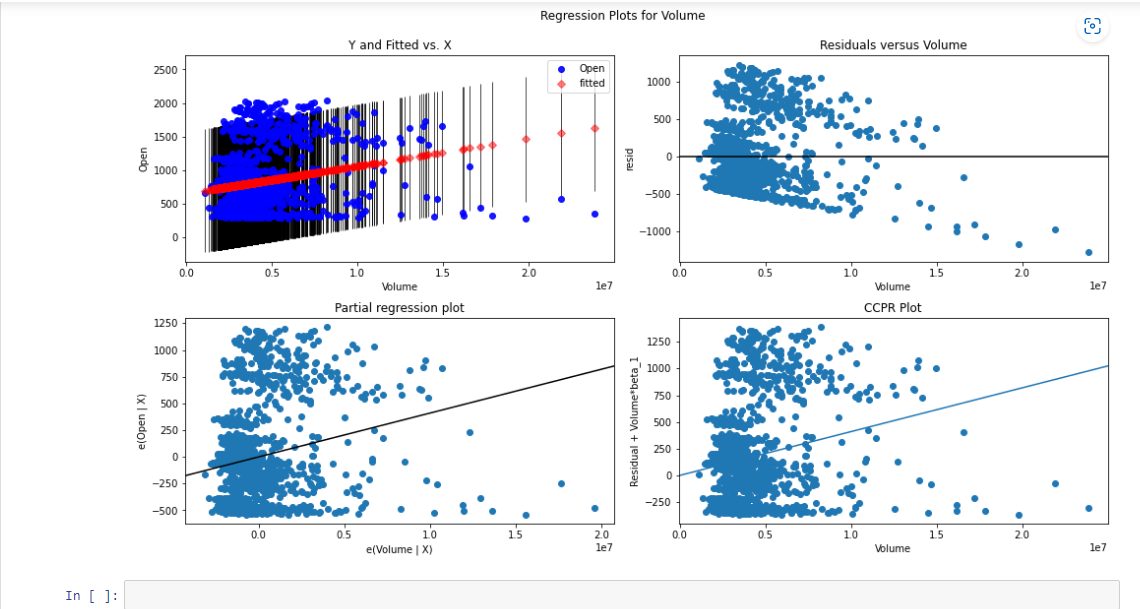 Regression Plots for Volume
Y and Fitted vs. X
Open
fitted
Open
2500
2000
1500
1000
500
0
0.0 0.5 1.0 1.5 2.0
Volume
1e7
Residuals versus Volume
resid
1000
500
0
−500
−1000
0.0 0.5 1.0 1.5 2.0
Volume
1e7
Partial regression plot
e(Open | X)
1250
1000
750
500
250
0
−250
−500
0.0 0.5 1.0 1.5 2.0
e(Volume | X)
1e7
CCPR Plot
Residual + Volume*beta_1
1250
1000
750
500
250
0
−250
0.0 0.5 1.0 1.5 2.0
Volume
1e7
In [ ]: